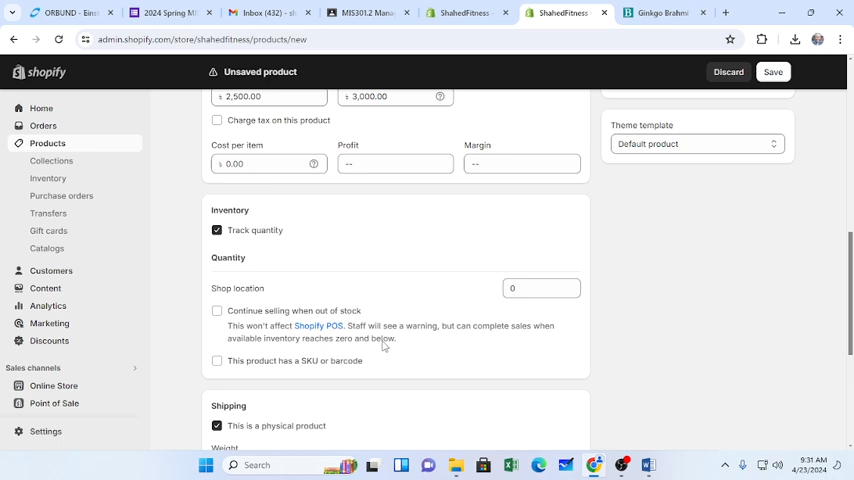 ORBUND - Eins
2024 Spring MI
Inbox (432) - sh
MIS301.2 Mana
ShahedFitness -
ShahedFitness
Ginkgo Brahmi
admin.shopify.com/store/shahedfitness/products/new
shopify
Unsaved product
Discard
Save
Home
Orders
Products
Collections
Inventory
Purchase orders
Transfers
Gift cards
Catalogs
Customers
Content
Analytics
Marketing
Discounts
Sales channels
Online Store
Point of Sale
Settings
৳ 2,500.00
৳ 3,000.00
Charge tax on this product
Cost per item
Profit
Margin
৳ 0.00
--
--
Inventory
Track quantity
Quantity
Shop location
0
Continue selling when out of stock
This won't affect Shopify POS. Staff will see a warning, but can complete sales when
available inventory reaches zero and below.
This product has a SKU or barcode
Shipping
This is a physical product
Weight
Theme template
Default product
Search
9:31 AM
4/23/2024